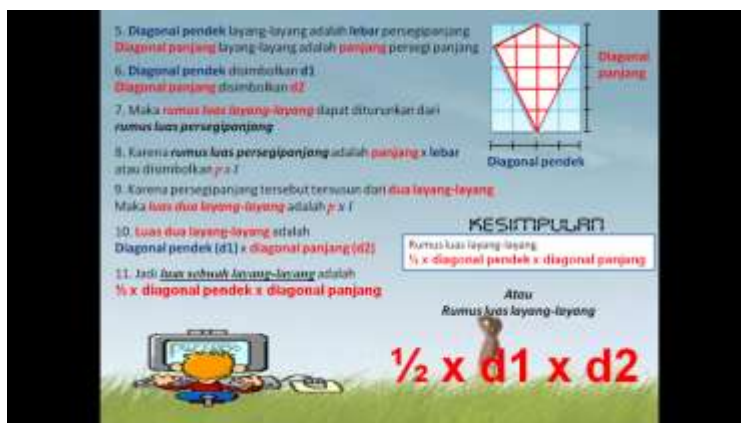 5. Diagonal pendek layang-layang adalah lebar persegipanjang
Diagonal panjang layang-layang adalah panjang persegi panjang
6. Diagonal pendek disimbolkan d1
Diagonal panjang disimbolkan d2
7. Maka rumus luas layang-layang dapat diturunkan dari
rumus luas persegipanjang
8. Karena rumus luas persegipanjang adalah panjang x lebar
atau disimbolkan p x l
9. Karena persegipanjang tersebut tersusun dari dua layang-layang
Maka luas dua layang-layang adalah p x l
10. Luas dua layang-layang adalah
Diagonal pendek (d1) x diagonal panjang (d2)
11. Jadi luas sebuah layang-layang adalah
½ x diagonal pendek x diagonal panjang
Diagonal
panjang
Diagonal pendek
KESIMPULAN
Rumus luas layang-layang
½ x diagonal pendek x diagonal panjang
Atau
Rumus luas layang-layang
½ x d1 x d2